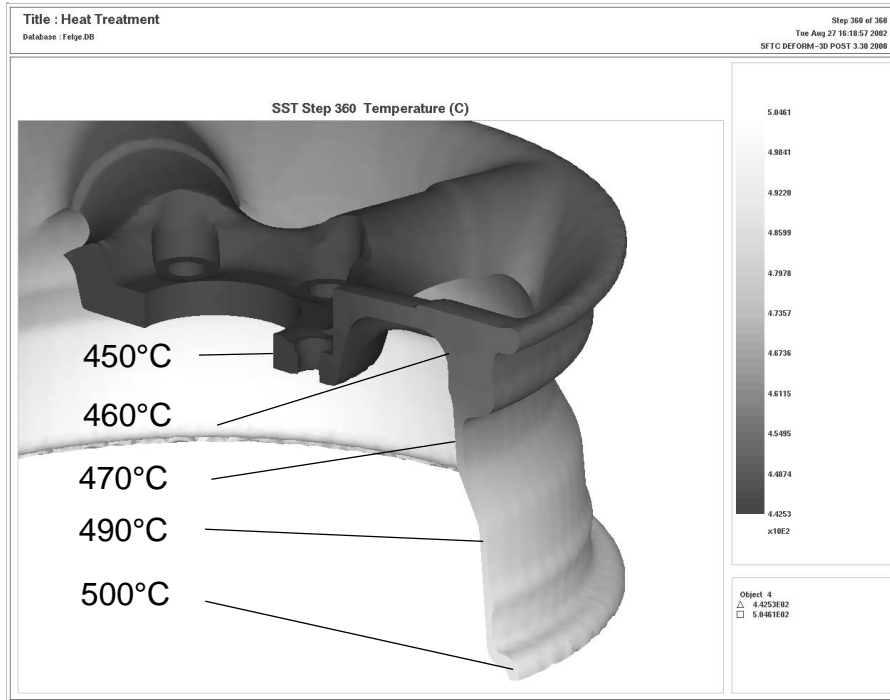 Title : Heat Treatment
Database : Felge.DB
Step 360 of 360
Tue Aug 27 16:18:57 2002
SFTC DEFORM-3D POST 3.30 2000
SST Step 360 Temperature (C)
450°C
460°C
470°C
490°C
500°C
5.0461
4.9841
4.9220
4.8599
4.7978
4.7357
4.6736
4.6115
4.5495
4.4874
4.4253
x10E2
Object 4
△ 4.4253E02
□ 5.0461E02